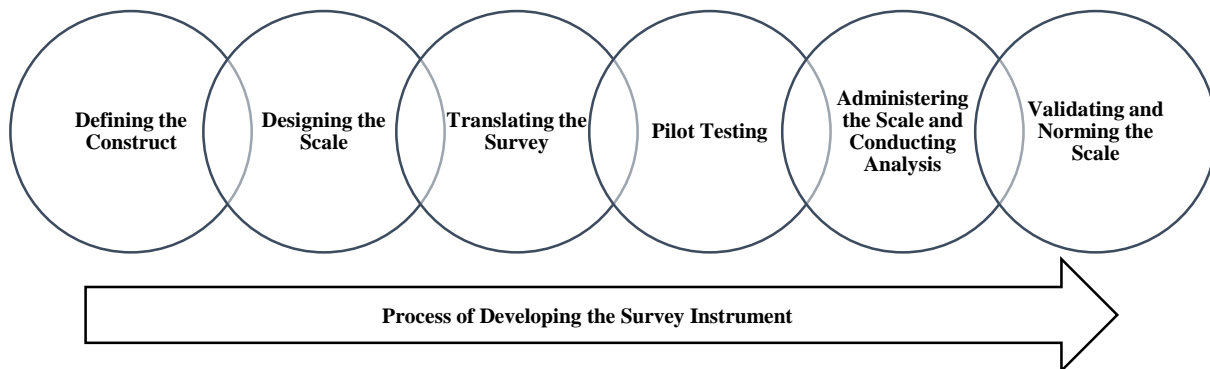 Defining the
Construct
Designing the
Scale
Translating the
Survey
Pilot Testing
Administering
the Scale and
Conducting
Analysis
Validating and
Norming the
Scale
Process of Developing the Survey Instrument